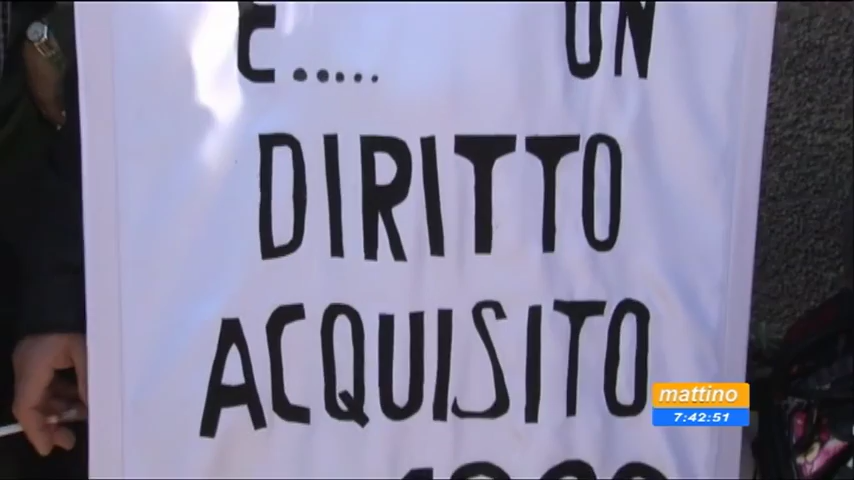 E..... UN
DIRITTO
ACQUISITO
mattino
7:42:51